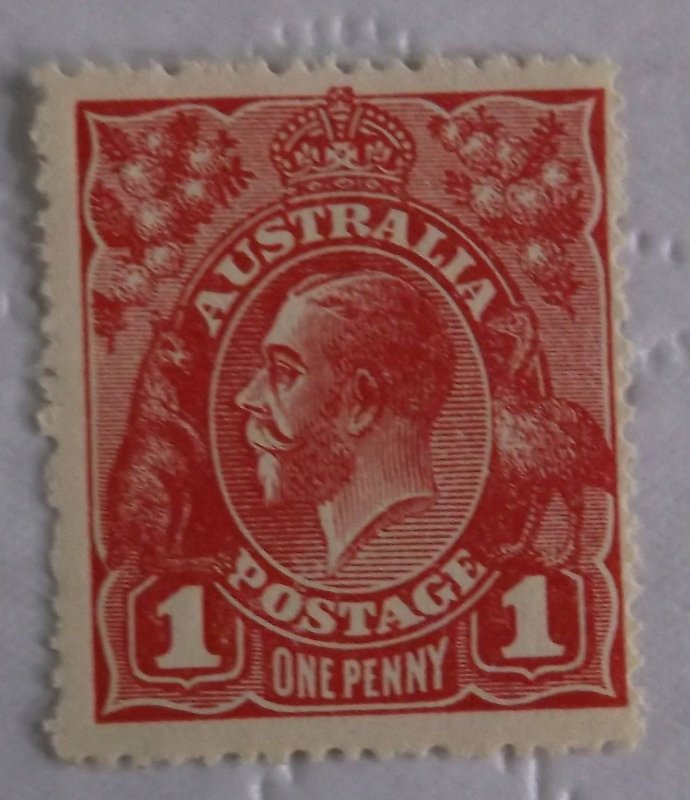 AUSTRALIA
POSTAGE
1 1
ONE PENNY